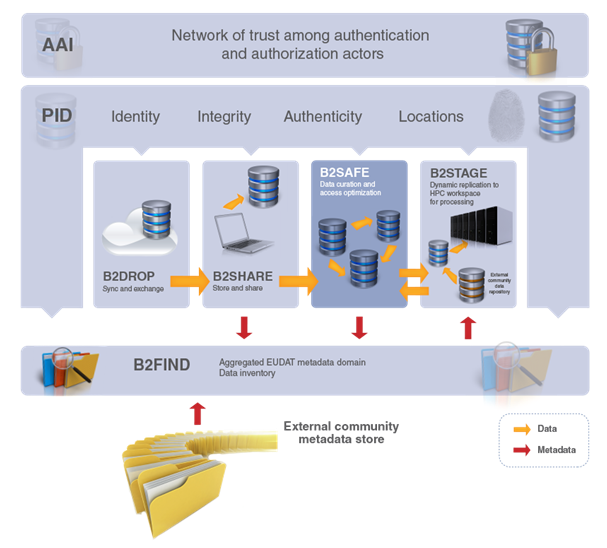 AAI
Network of trust among authentication
and authorization actors
PID
Identity
Integrity
Authenticity
Locations
B2DROP
Sync and exchange
B2SHARE
Store and share
B2SAFE
Data curation and
access optimization
B2STAGE
Dynamic replication to
HPC workspace
for processing
External
community
data
repository
B2FIND
Aggregated EUDAT metadata domain
Data inventory
External community
metadata store
Data
Metadata